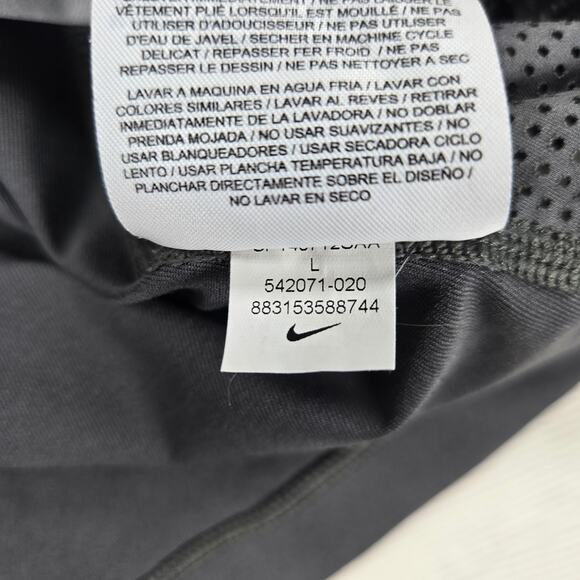 VÊTEMENT PLIÉ LORSQU'IL EST MOUILLÉ / NE PAS
UTILISER D'ADOUCISSEUR / NE PAS UTILISER
D'EAU DE JAVEL / SECHER EN MACHINE CYCLE
DELICAT / REPASSER FER FROID / NE PAS
REPASSER LE DESSIN / NE PAS NETTOYER A SEC
LAVAR A MAQUINA EN AGUA FRIA / LAVAR CON
COLORES SIMILARES / LAVAR AL REVES / RETIRAR
INMEDIATAMENTE DE LA LAVADORA / NO DOBLAR
PRENDA MOJADA / NO USAR SUAVIZANTES / NO
USAR BLANQUEADORES / USAR SECADORA CICLO
LENTO / USAR PLANCHA TEMPERATURA BAJA / NO
PLANCHAR DIRECTAMENTE SOBRE EL DISEÑO /
NO LAVAR EN SECO
L
542071-020
883153588744